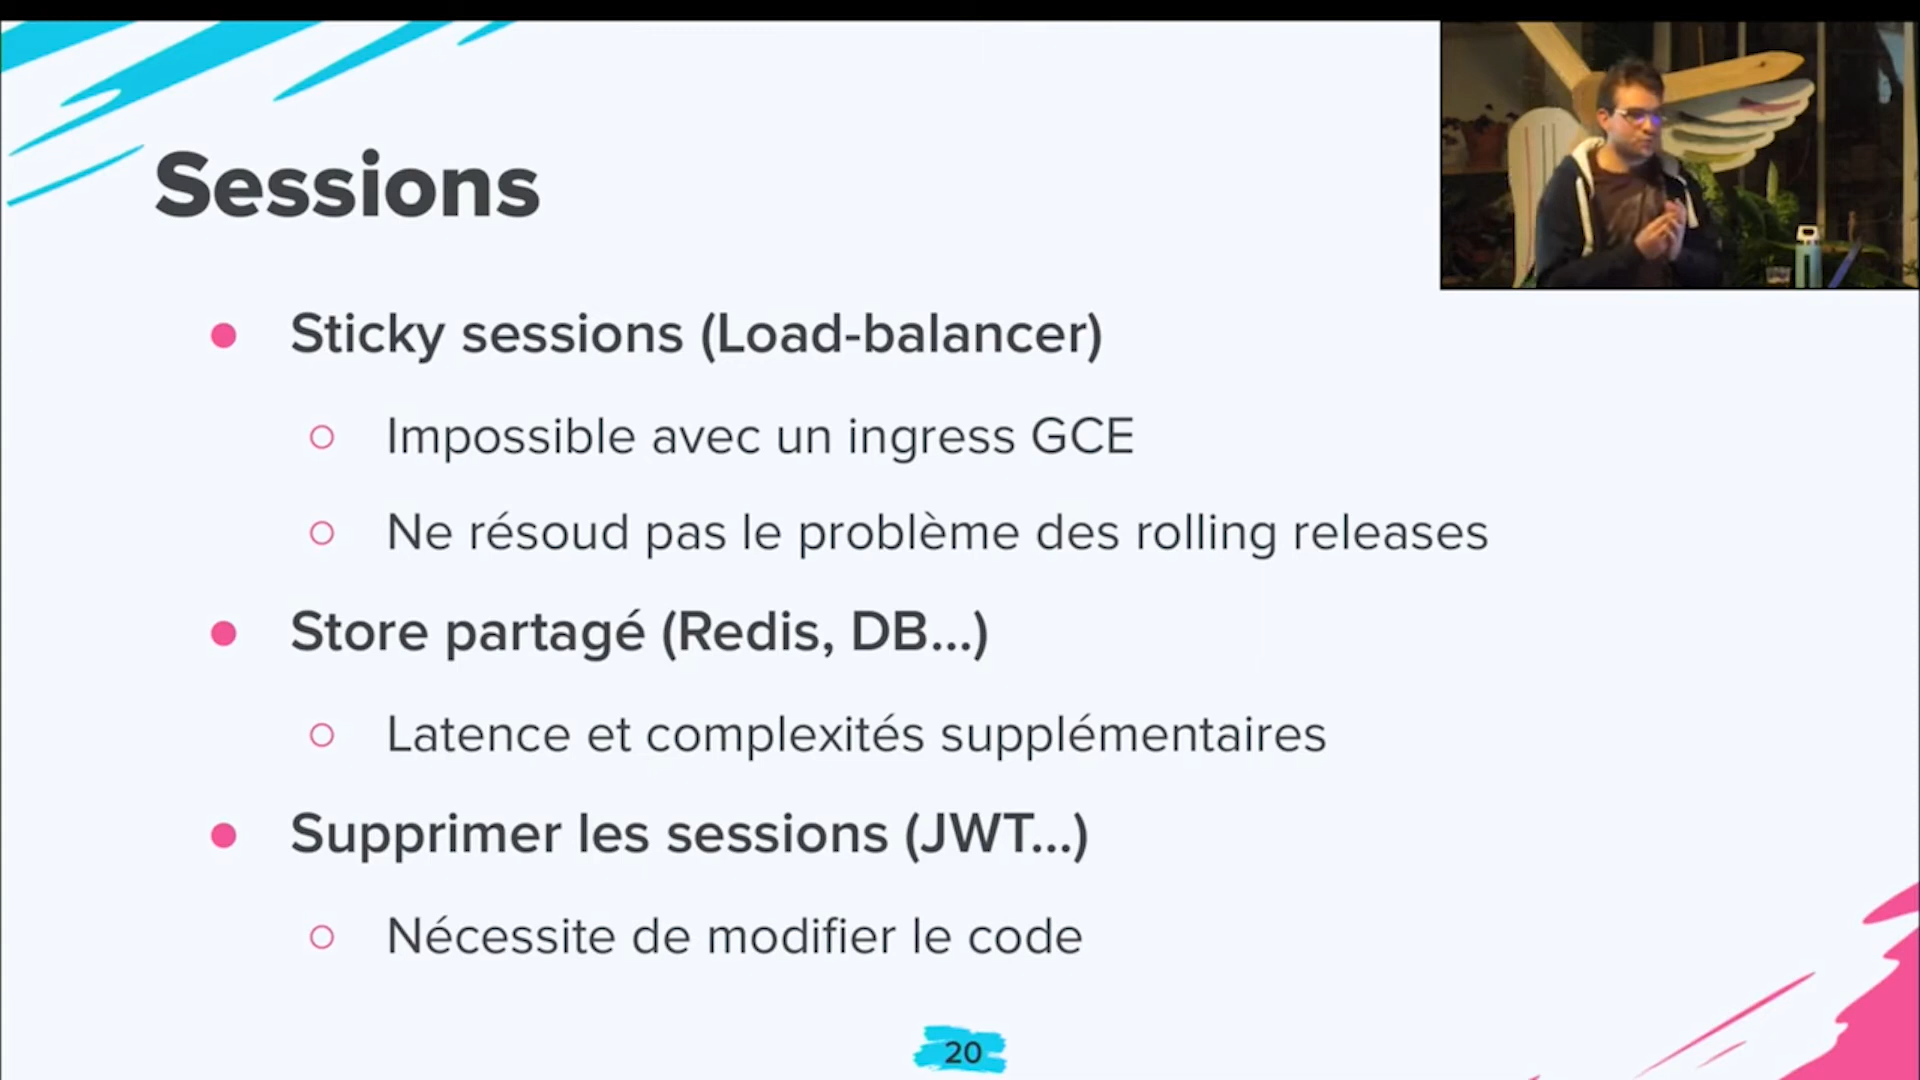 Sessions
Sticky sessions (Load-balancer)
Impossible avec un ingress GCE
Ne résoud pas le problème des rolling releases
Store partagé (Redis, DB...)
Latence et complexités supplémentaires
Supprimer les sessions (JWT...)
Nécessite de modifier le code
20